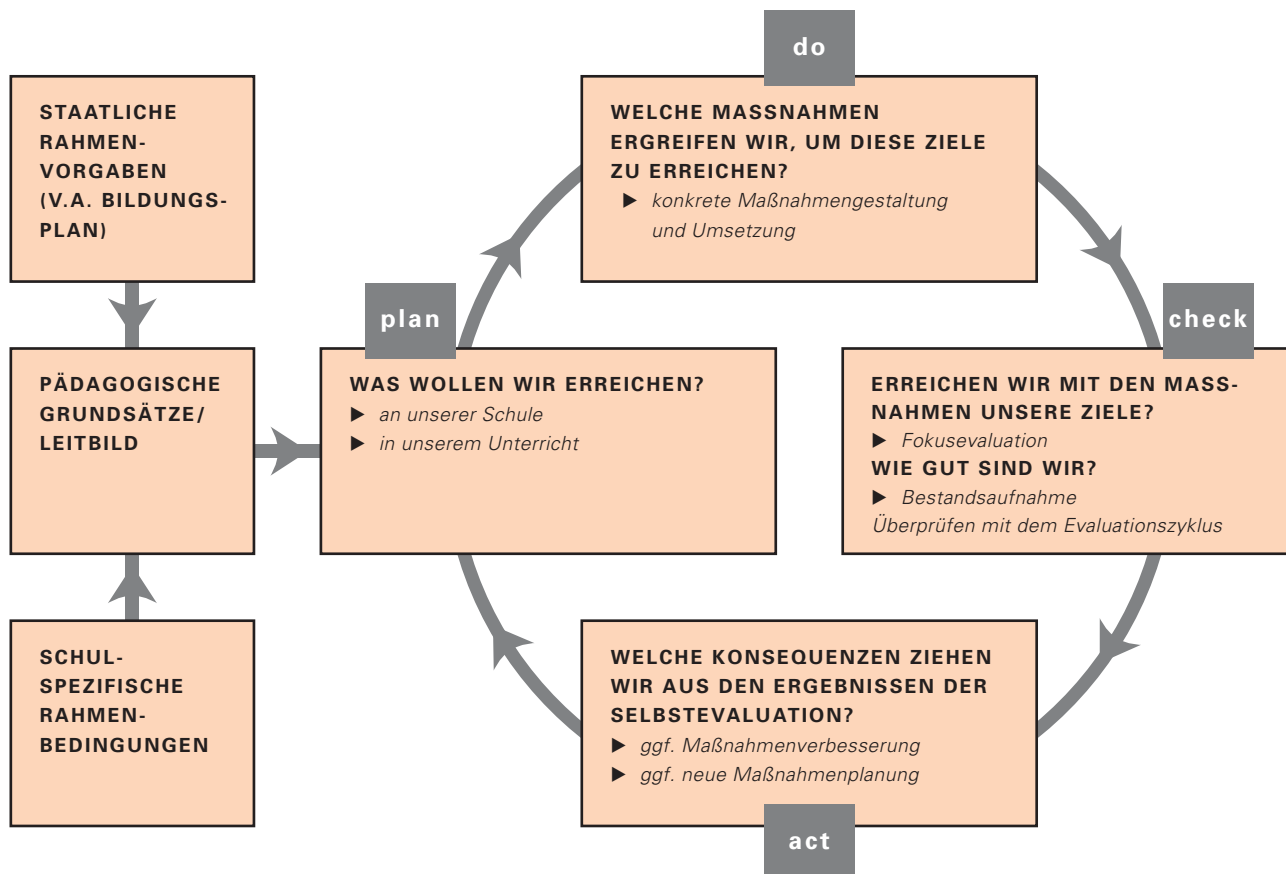 STAATLICHE
RAHMEN-
VORGABEN
(V.A. BILDUNGS-
PLAN)
PÄDAGOGISCHE
GRUNDSÄTZE/
LEITBILD
SCHUL-
SPEZIFISCHE
RAHMEN-
BEDINGUNGEN
plan
WAS WOLLEN WIR ERREICHEN?
▶ an unserer Schule
▶ in unserem Unterricht
do
WELCHE MASSNAHMEN
ERGREIFEN WIR, UM DIESE ZIELE
ZU ERREICHEN?
▶ konkrete Maßnahmengestaltung
und Umsetzung
check
ERREICHEN WIR MIT DEN MASS-
NAHMEN UNSERE ZIELE?
▶ Fokusevaluation
WIE GUT SIND WIR?
▶ Bestandsaufnahme
Überprüfen mit dem Evaluationszyklus
WELCHE KONSEQUENZEN ZIEHEN
WIR AUS DEN ERGEBNISSEN DER
SELBSTEVALUATION?
▶ ggf. Maßnahmenverbesserung
▶ ggf. neue Maßnahmenplanung
act